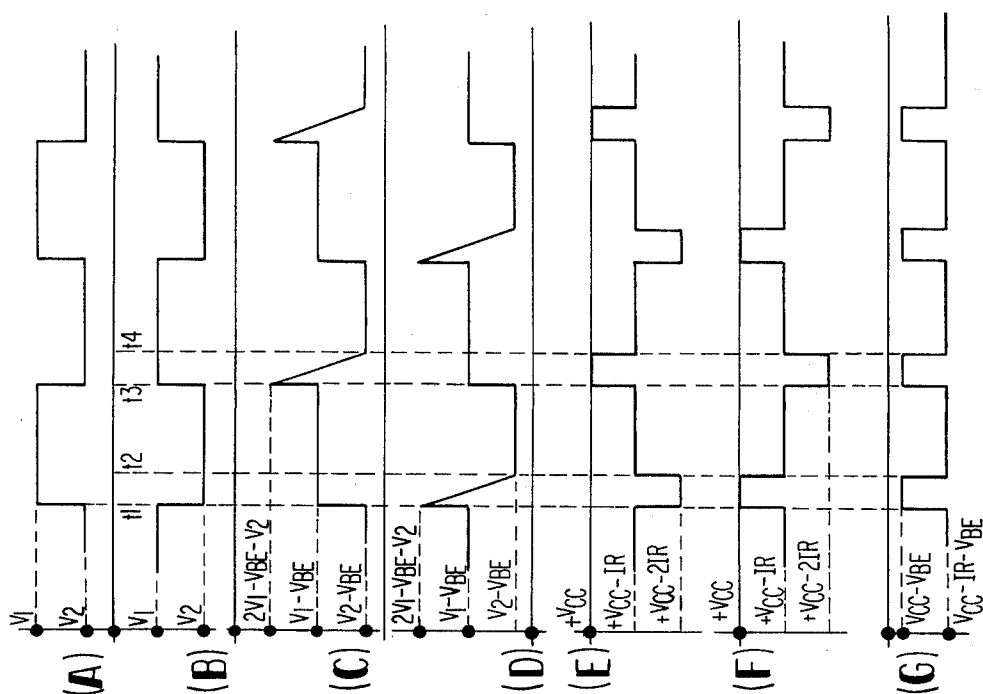 (A)
V1
V2
t1
t2
t3
t4
(B)
V1
V2
(C)
2V1-VBE-V2
V1-VBE
V2-VBE
(D)
2V1-VBE-V2
V1-VBE
V2-VBE
(E)
+VCC
+VCC-IR
+VCC-2IR
(F)
+VCC
+VCC-IR
+VCC-2IR
(G)
VCC-VBE
VCC-IR-VBE